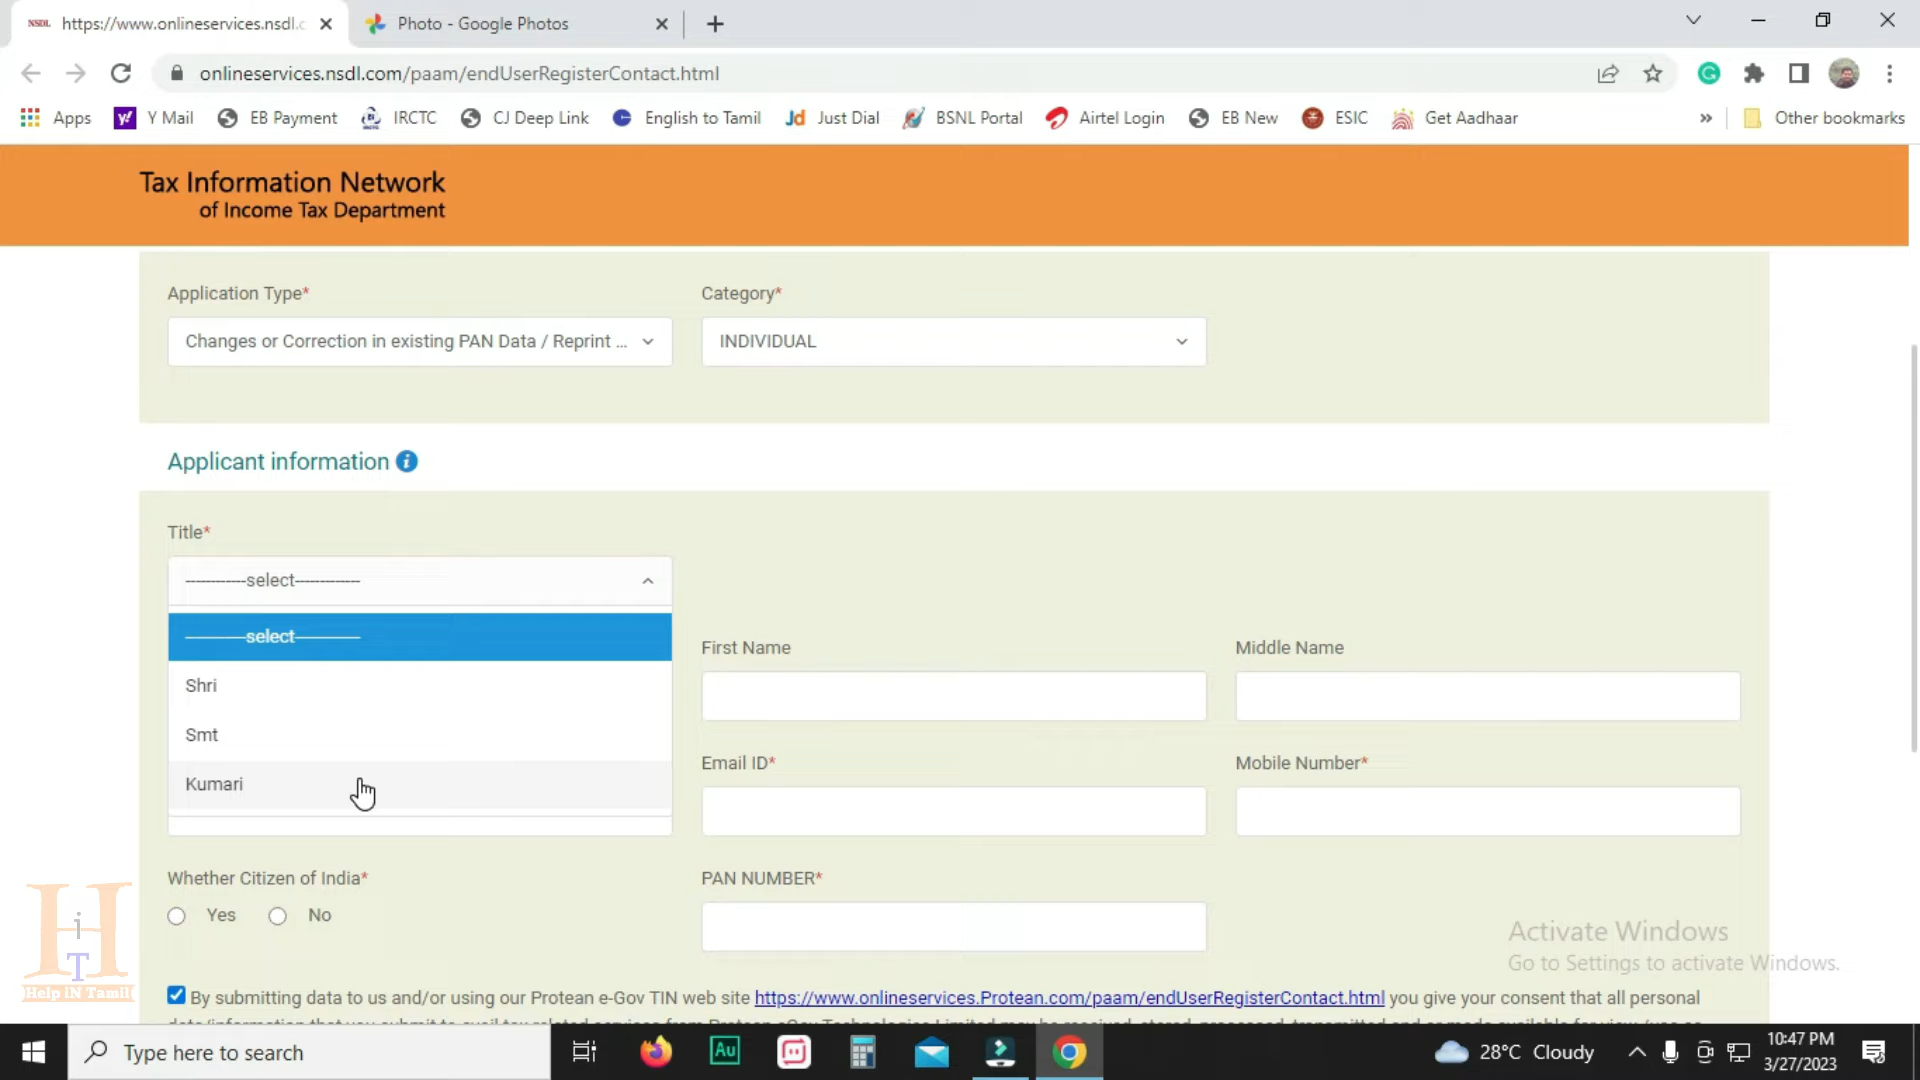 NSDL https://www.onlineservices.nsdl.c
Photo - Google Photos
onlineservices.nsdl.com/paam/endUserRegisterContact.html
Apps Y Mail EB Payment IRCTC CJ Deep Link English to Tamil Jd Just Dial BSNL Portal Airtel Login EB New ESIC Get Aadhaar » Other bookmarks
Tax Information Network
of Income Tax Department
Application Type* Category*
Changes or Correction in existing PAN Data / Reprint ... INDIVIDUAL
Applicant information i
Title*
------------select-------------
------------select-------------
Shri
Smt
Kumari
First Name Middle Name
Email ID* Mobile Number*
Whether Citizen of India* PAN NUMBER*
Yes No
Activate Windows
Go to Settings to activate Windows.
HiT
Help IN Tamil
By submitting data to us and/or using our Protean e-Gov TIN web site https://www.onlineservices.Protean.com/paam/endUserRegisterContact.html you give your consent that all personal
Type here to search
Au
28°C Cloudy
10:47 PM
3/27/2023